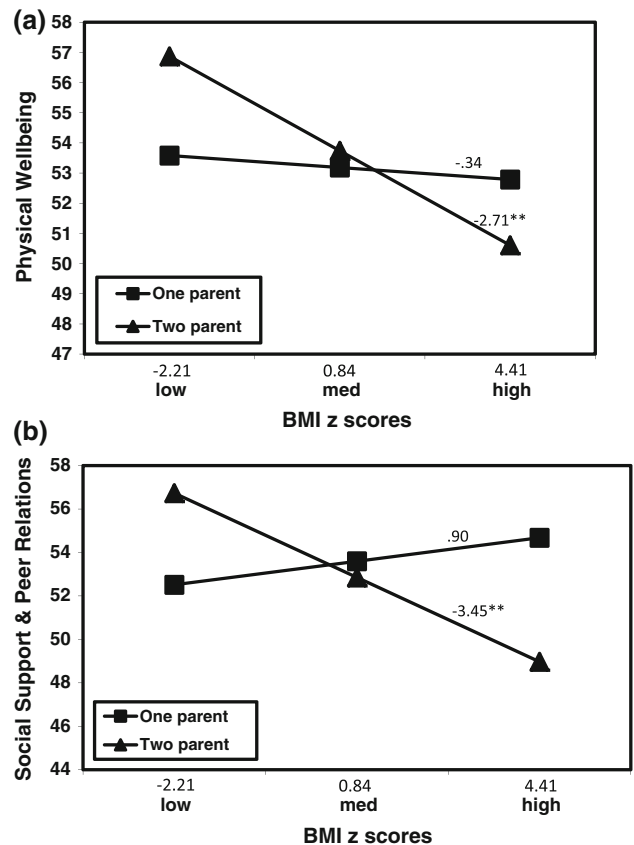 (a)
58
57
56
55
54
53
52
51
50
49
48
47
Physical Wellbeing
-.34
-2.71**
One parent
Two parent
-2.21 0.84 4.41
low med high
BMI z scores
(b)
58
56
54
52
50
48
46
44
Social Support & Peer Relations
.90
-3.45**
One parent
Two parent
-2.21 0.84 4.41
low med high
BMI z scores